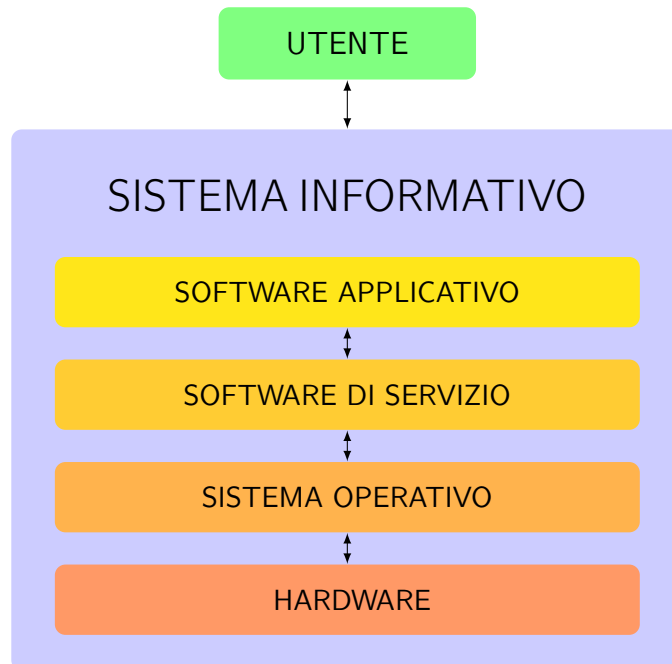 UTENTE
SISTEMA INFORMATIVO
SOFTWARE APPLICATIVO
SOFTWARE DI SERVIZIO
SISTEMA OPERATIVO
HARDWARE